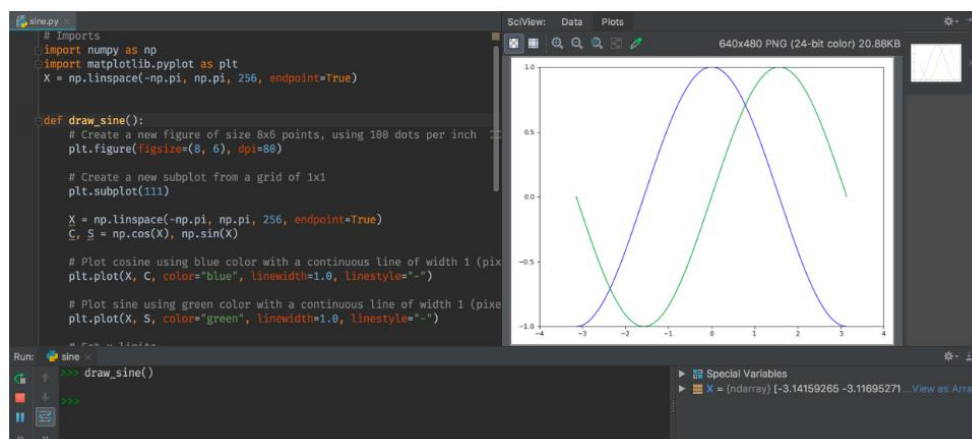 sine.py
# Imports
import numpy as np
import matplotlib.pyplot as plt
X = np.linspace(-np.pi, np.pi, 256, endpoint=True)
def draw_sine():
# Create a new figure of size 8x6 points, using 100 dots per inch
plt.figure(figsize=(8, 6), dpi=80)
# Create a new subplot from a grid of 1x1
plt.subplot(111)
X = np.linspace(-np.pi, np.pi, 256, endpoint=True)
C, S = np.cos(X), np.sin(X)
# Plot cosine using blue color with a continuous line of width 1 (pix
plt.plot(X, C, color="blue", linewidth=1.0, linestyle="-")
# Plot sine using green color with a continuous line of width 1 (pixe
plt.plot(X, S, color="green", linewidth=1.0, linestyle="-")
SciView: Data Plots
640x480 PNG (24-bit color) 20.88KB
1.0
0.5
0.0
-0.5
-1.0
-4 -3 -2 -1 0 1 2 3 4
Run: sine
>>> draw_sine()
>>>
Special Variables
X = {ndarray} [-3.14159265 -3.11695271 ...View as Arra